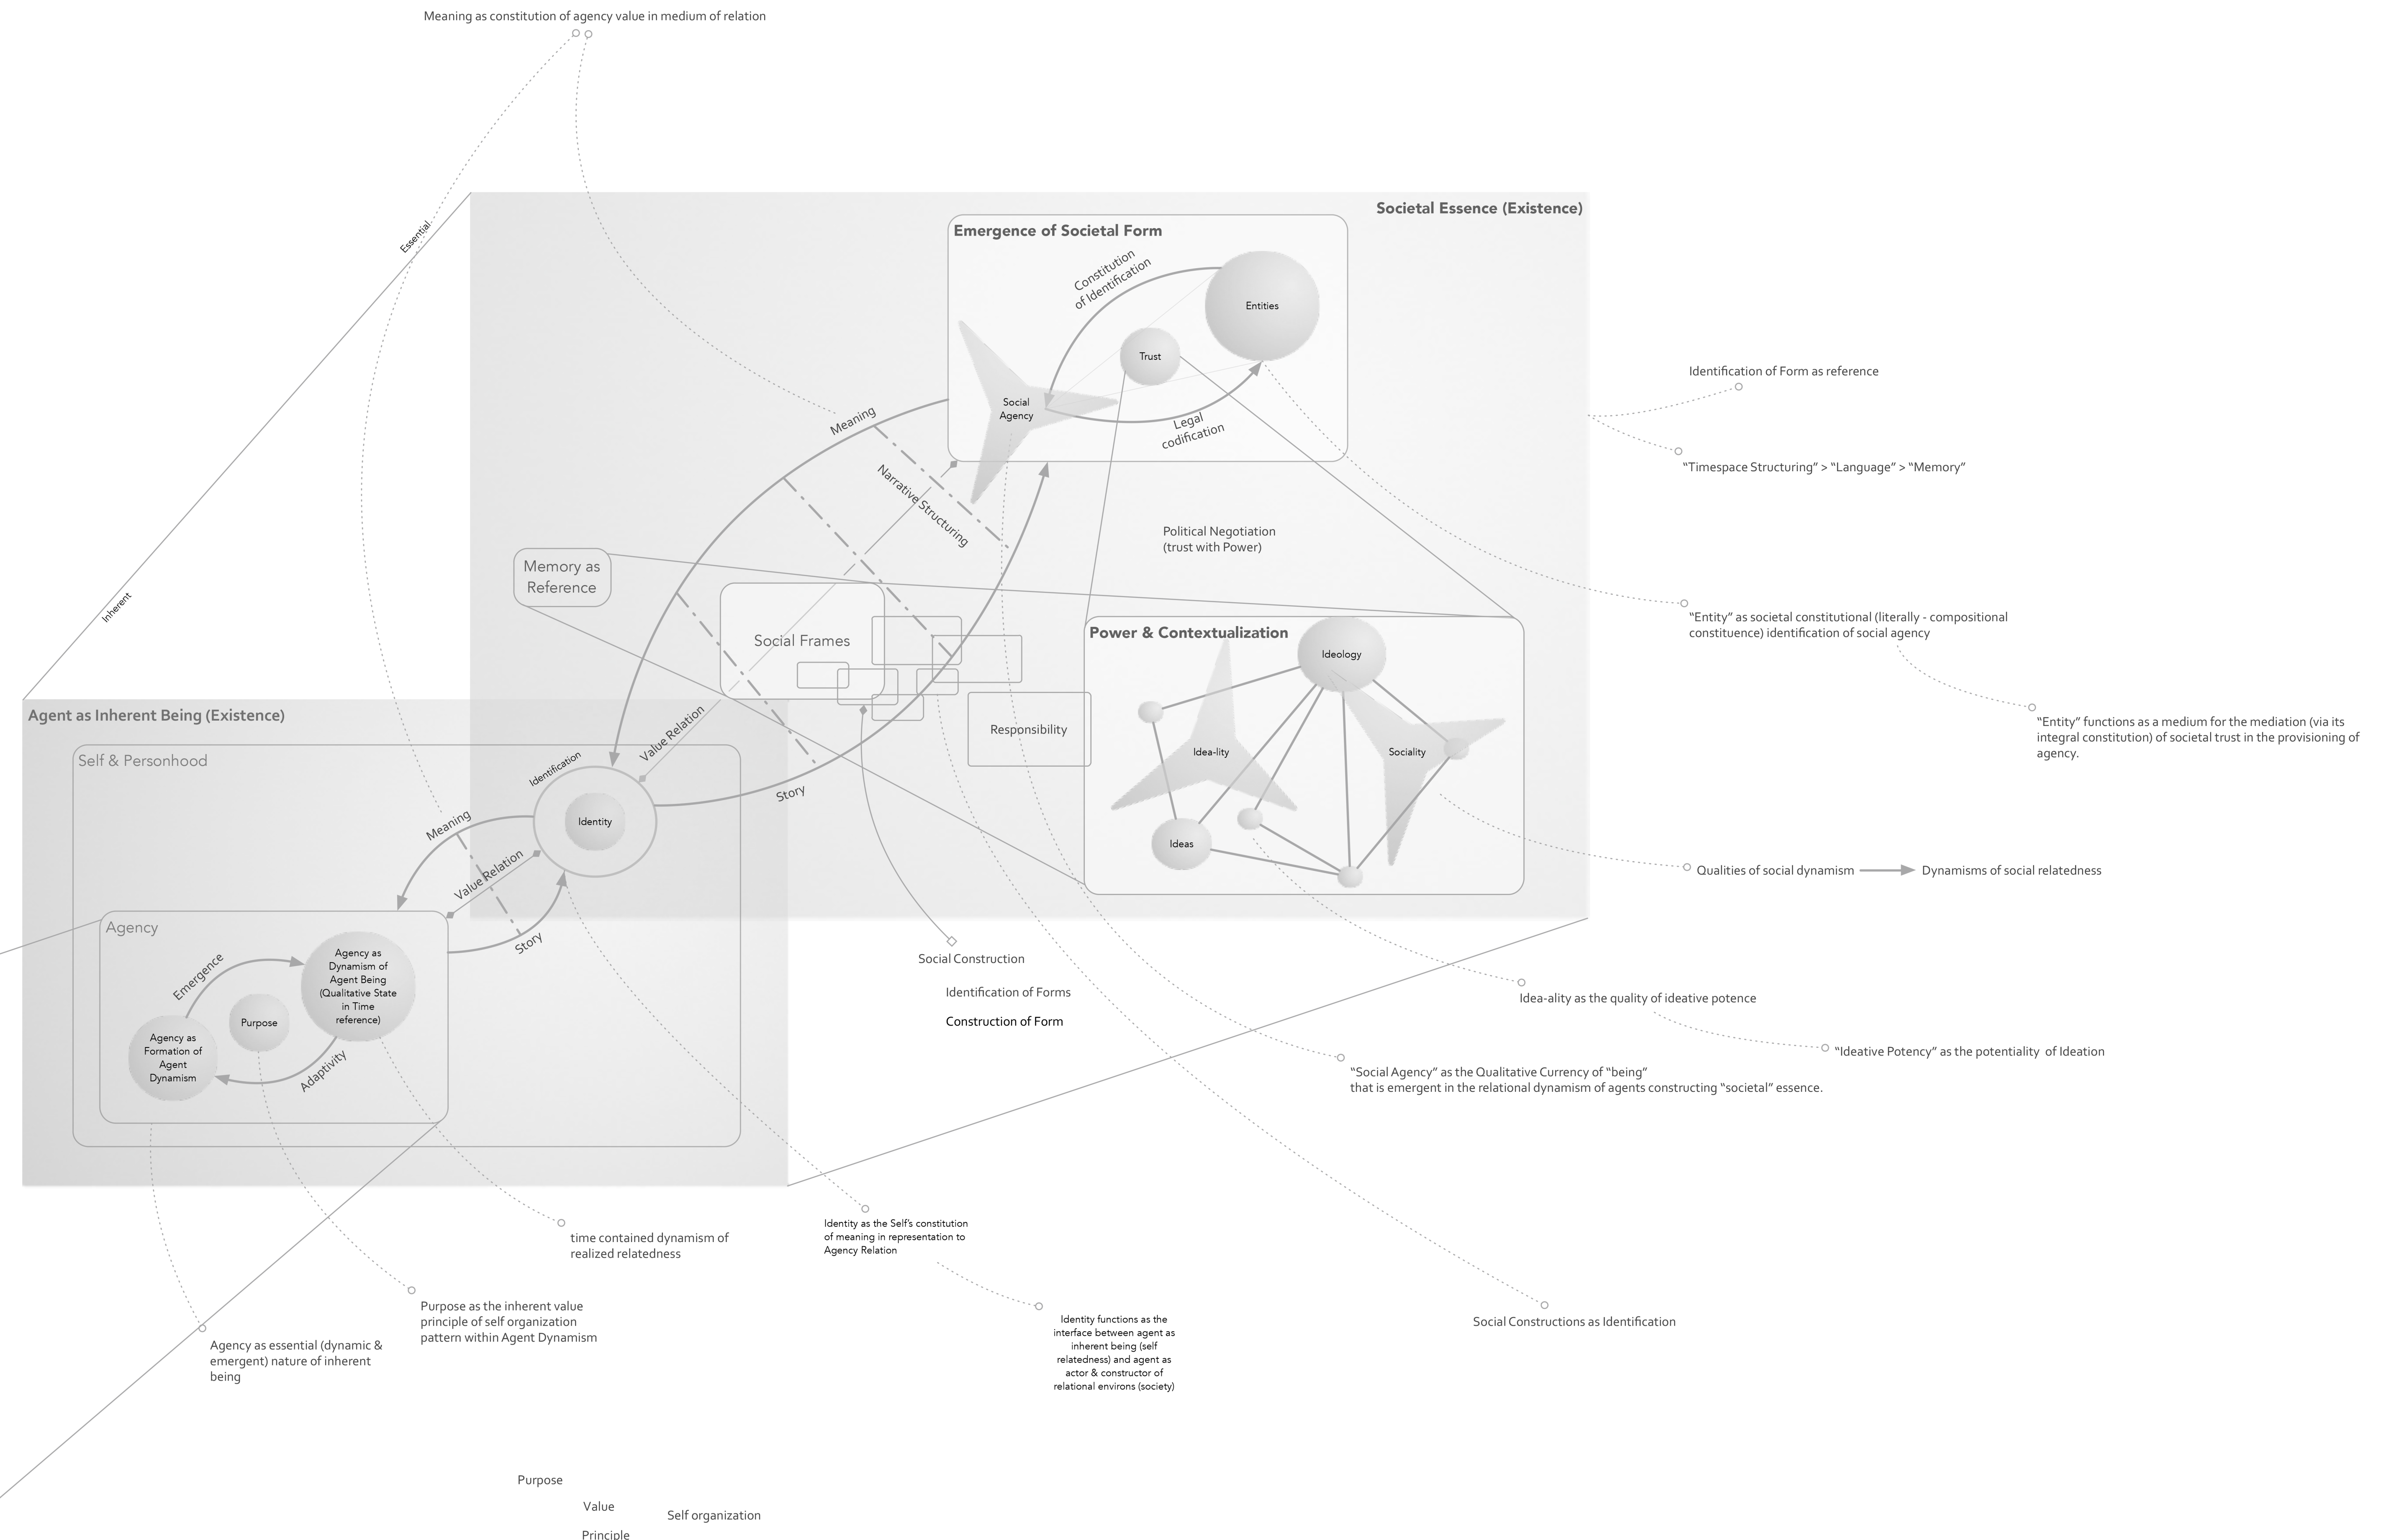 Meaning as constitution of agency value in medium of relation
Essential
Societal Essence (Existence)
Emergence of Societal Form
Constitution
of Identification
Entities
Trust
Social
Agency
Legal
codification
Identification of Form as reference
“Timespace Structuring” > “Language” > “Memory”
Meaning
Narrative Structuring
Political Negotiation
(trust with Power)
Memory as
Reference
Inherent
“Entity” as societal constitutional (literally - compositional
constituence) identification of social agency
Social Frames
Power & Contextualization
Ideology
Idea-lity
Sociality
Ideas
Responsibility
“Entity” functions as a medium for the mediation (via its
integral constitution) of societal trust in the provisioning of
agency.
Agent as Inherent Being (Existence)
Self & Personhood
Value Relation
Identification
Identity
Story
Meaning
Value Relation
Story
Qualities of social dynamism
Dynamisms of social relatedness
Agency
Emergence
Agency as
Dynamism of
Agent Being
(Qualitative State
in Time
reference)
Purpose
Agency as
Formation of
Agent
Dynamism
Adaptivity
Social Construction
Identification of Forms
Construction of Form
Idea-ality as the quality of ideative potence
“Ideative Potency” as the potentiality  of Ideation
“Social Agency” as the Qualitative Currency of “being”
that is emergent in the relational dynamism of agents constructing “societal” essence.
time contained dynamism of
realized relatedness
Identity as the Self’s constitution
of meaning in representation to
Agency Relation
Purpose as the inherent value
principle of self organization
pattern within Agent Dynamism
Agency as essential (dynamic &
emergent) nature of inherent
being
Identity functions as the
interface between agent as
inherent being (self
relatedness) and agent as
actor & constructor of
relational environs (society)
Social Constructions as Identification
Purpose
Value
Self organization
Principle